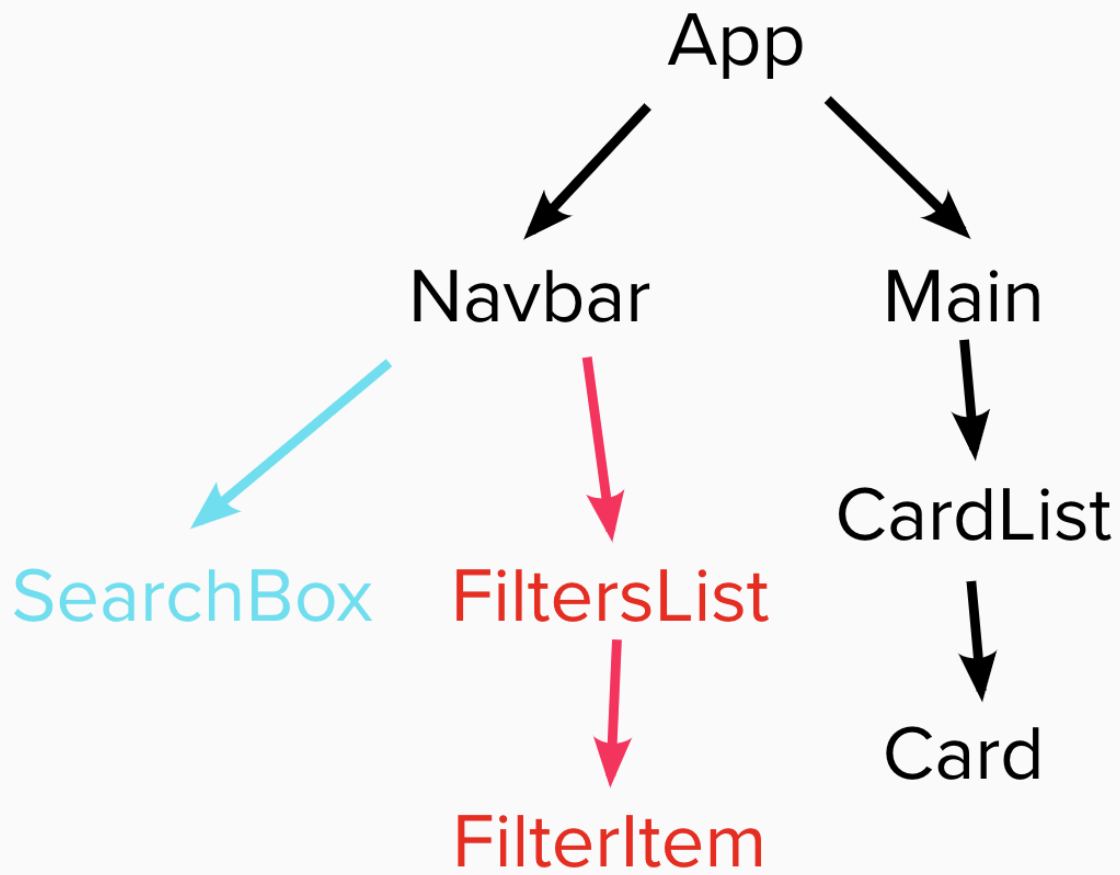 App
Navbar
Main
CardList
SearchBox
FiltersList
Card
FilterItem